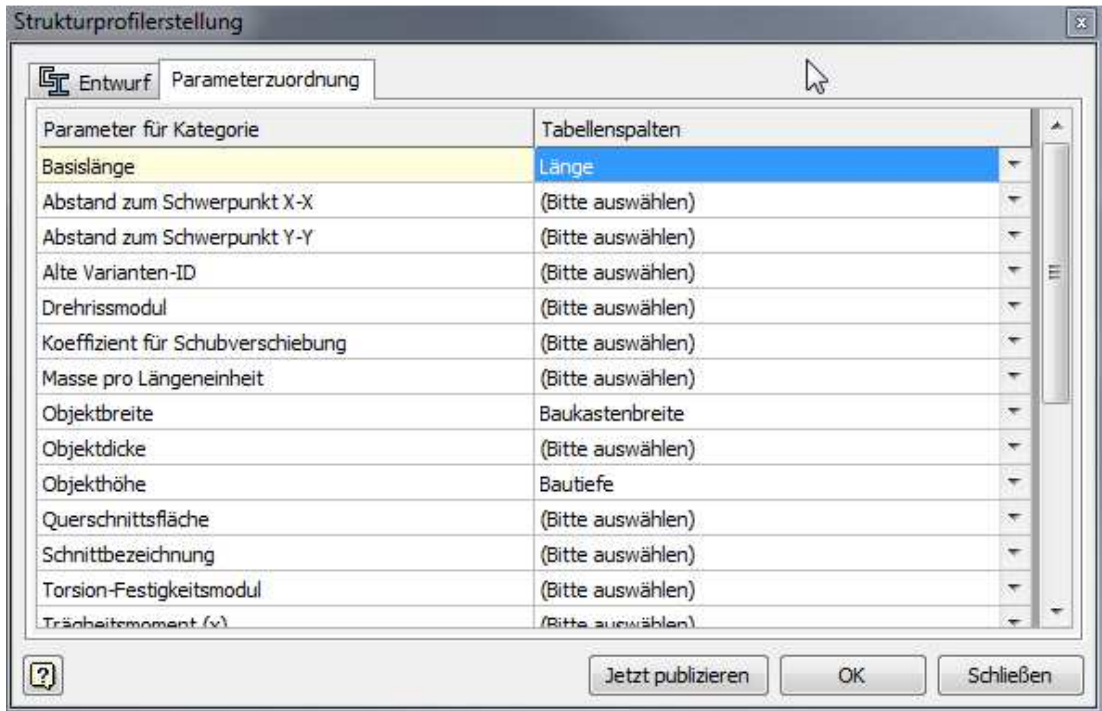 Strukturprofilerstellung
Entwurf Parameterzuordnung
Parameter für Kategorie Tabellenspalten
Basislänge Länge
Abstand zum Schwerpunkt X-X (Bitte auswählen)
Abstand zum Schwerpunkt Y-Y (Bitte auswählen)
Alte Varianten-ID (Bitte auswählen)
Drehrissmodul (Bitte auswählen)
Koeffizient für Schubverschiebung (Bitte auswählen)
Masse pro Längeneinheit (Bitte auswählen)
Objektbreite Baukastenbreite
Objektdicke (Bitte auswählen)
Objekthöhe Bautiefe
Querschnittsfläche (Bitte auswählen)
Schnittbezeichnung (Bitte auswählen)
Torsion-Festigkeitsmodul (Bitte auswählen)
Trägheitsmoment (x) (Bitte auswählen)
Jetzt publizieren OK Schließen